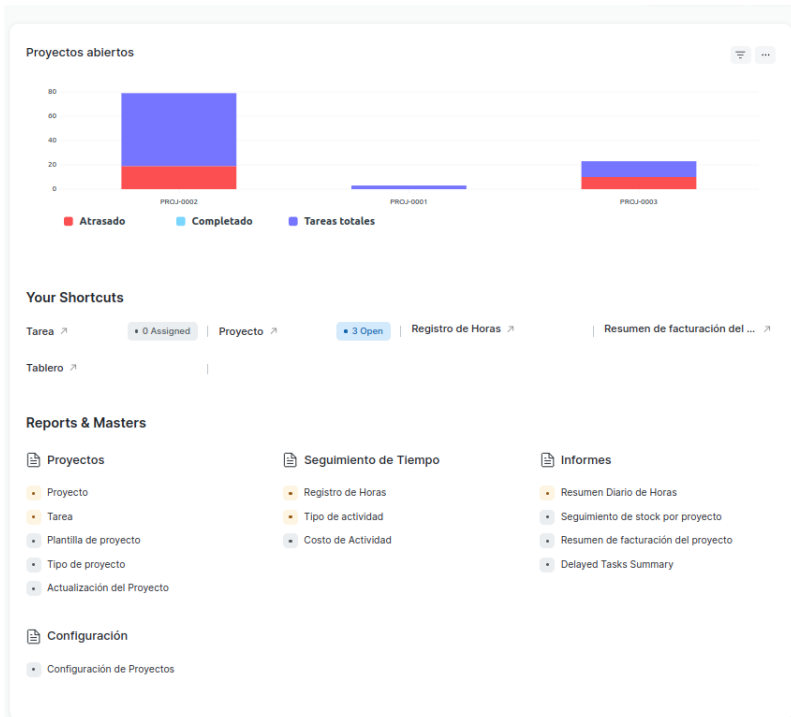 Proyectos abiertos
80
60
40
20
0
PROJ-0002 PROJ-0001 PROJ-0003
Atrasado Completado Tareas totales
Your Shortcuts
Tarea 0 Assigned Proyecto 3 Open Registro de Horas Resumen de facturación del ...
Tablero
Reports & Masters
Proyectos Seguimiento de Tiempo Informes
Proyecto Registro de Horas Resumen Diario de Horas
Tarea Tipo de actividad Seguimiento de stock por proyecto
Plantilla de proyecto Costo de Actividad Resumen de facturación del proyecto
Tipo de proyecto Delayed Tasks Summary
Actualización del Proyecto
Configuración
Configuración de Proyectos